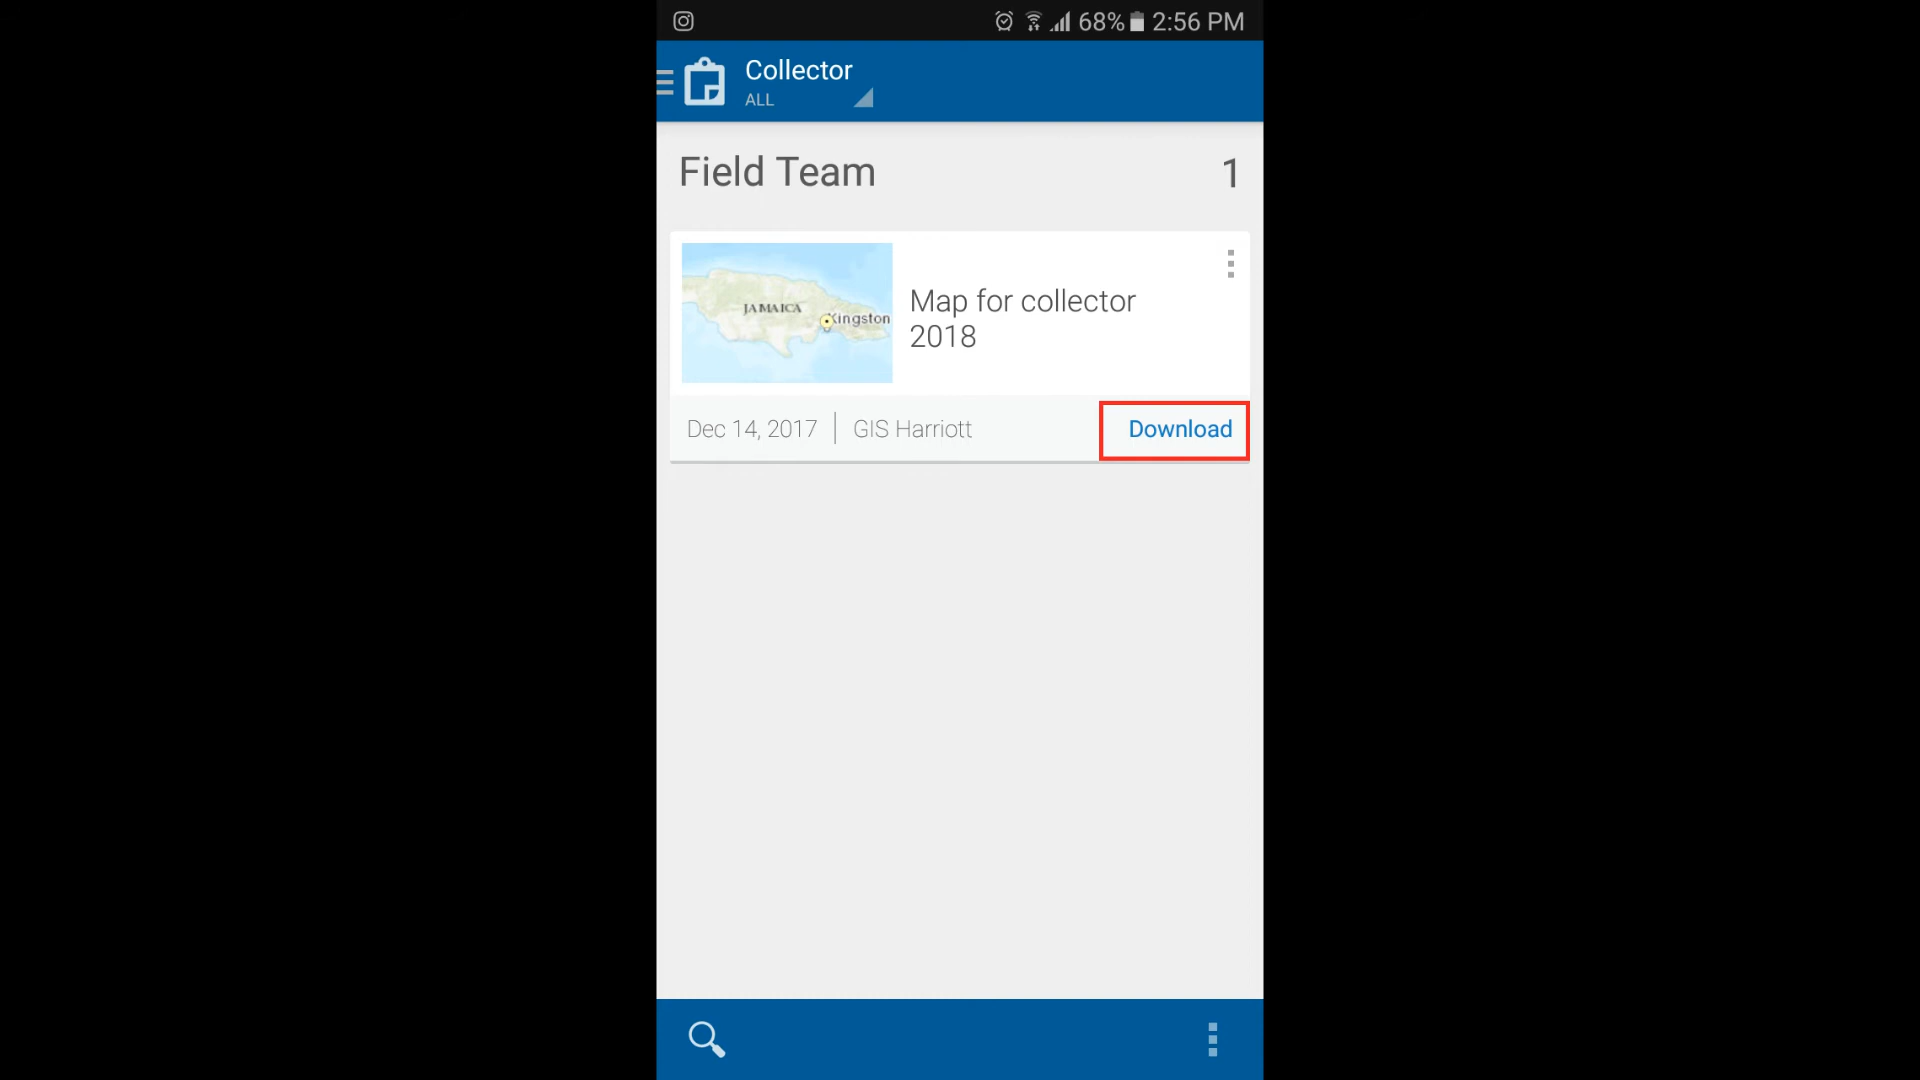 68% 2:56 PM
Collector
ALL
Field Team 1
JAMAICA
Kingston
Map for collector
2018
Dec 14, 2017 GIS Harriott Download